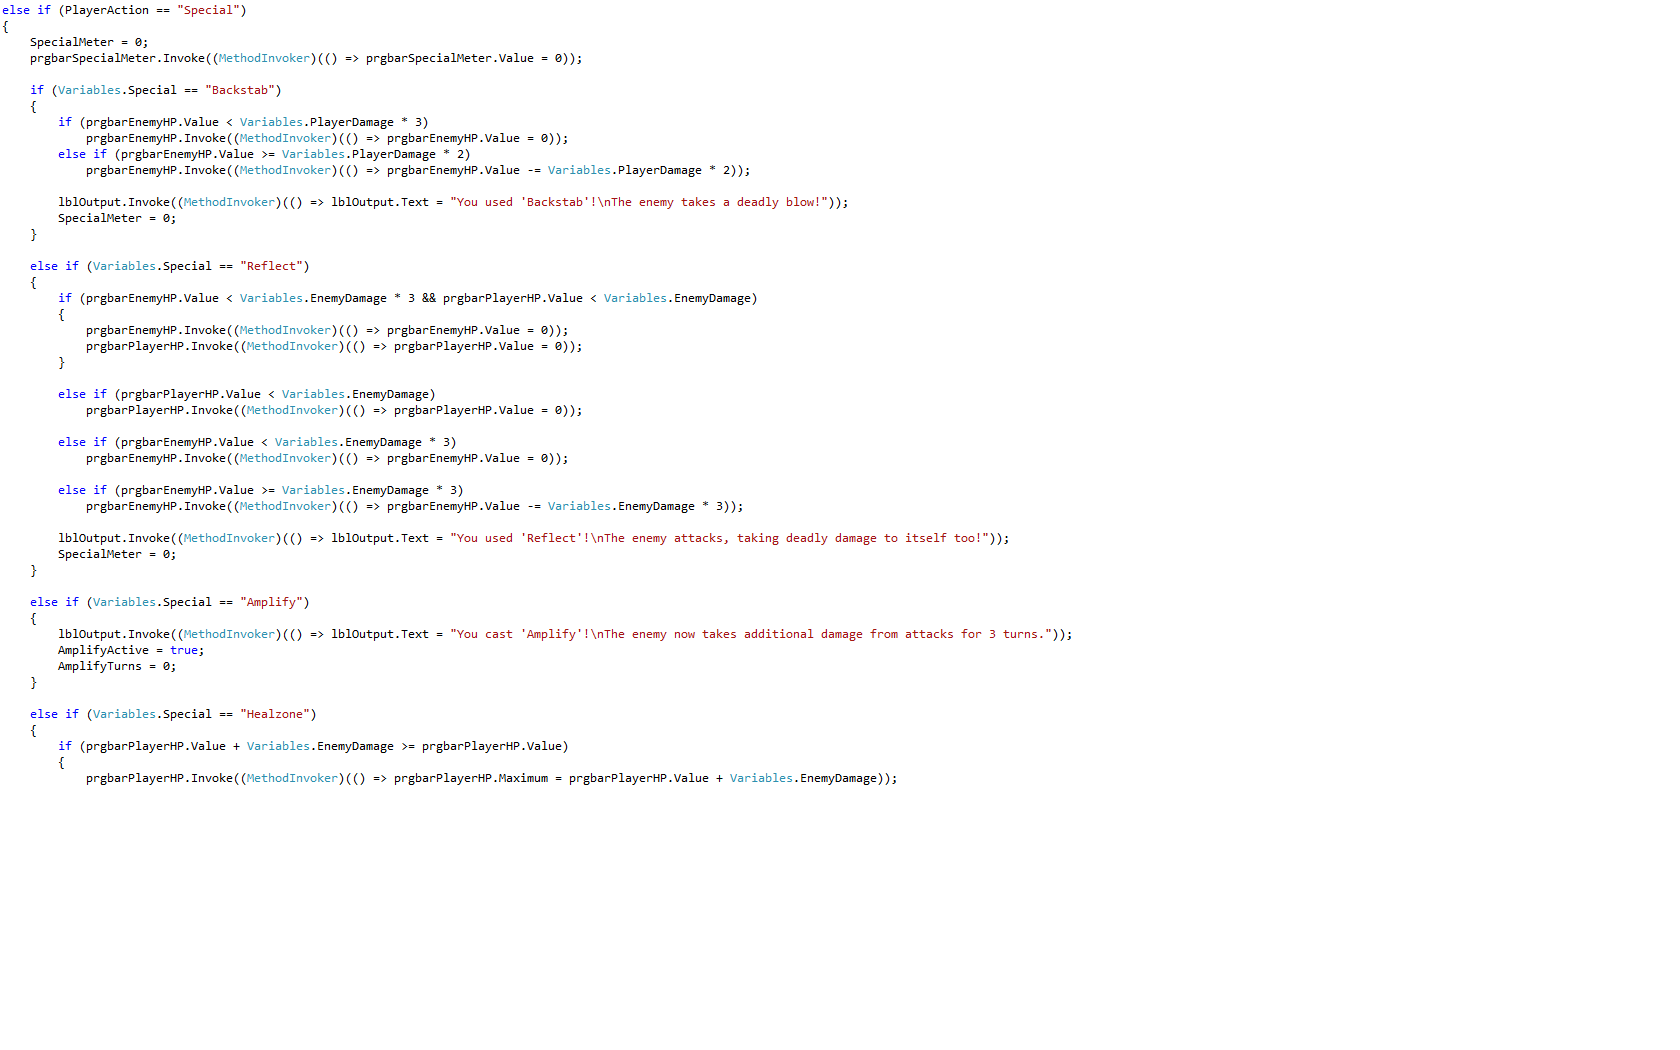 else if (PlayerAction == "Special")
{
    SpecialMeter = 0;
    prgbarSpecialMeter.Invoke((MethodInvoker)(() => prgbarSpecialMeter.Value = 0));

    if (Variables.Special == "Backstab")
    {
        if (prgbarEnemyHP.Value < Variables.PlayerDamage * 3)
            prgbarEnemyHP.Invoke((MethodInvoker)(() => prgbarEnemyHP.Value = 0));
        else if (prgbarEnemyHP.Value >= Variables.PlayerDamage * 2)
            prgbarEnemyHP.Invoke((MethodInvoker)(() => prgbarEnemyHP.Value -= Variables.PlayerDamage * 2));

        lblOutput.Invoke((MethodInvoker)(() => lblOutput.Text = "You used 'Backstab'!\nThe enemy takes a deadly blow!"));
        SpecialMeter = 0;
    }

    else if (Variables.Special == "Reflect")
    {
        if (prgbarEnemyHP.Value < Variables.EnemyDamage * 3 && prgbarPlayerHP.Value < Variables.EnemyDamage)
        {
            prgbarEnemyHP.Invoke((MethodInvoker)(() => prgbarEnemyHP.Value = 0));
            prgbarPlayerHP.Invoke((MethodInvoker)(() => prgbarPlayerHP.Value = 0));
        }

        else if (prgbarPlayerHP.Value < Variables.EnemyDamage)
            prgbarPlayerHP.Invoke((MethodInvoker)(() => prgbarPlayerHP.Value = 0));

        else if (prgbarEnemyHP.Value < Variables.EnemyDamage * 3)
            prgbarEnemyHP.Invoke((MethodInvoker)(() => prgbarEnemyHP.Value = 0));

        else if (prgbarEnemyHP.Value >= Variables.EnemyDamage * 3)
            prgbarEnemyHP.Invoke((MethodInvoker)(() => prgbarEnemyHP.Value -= Variables.EnemyDamage * 3));

        lblOutput.Invoke((MethodInvoker)(() => lblOutput.Text = "You used 'Reflect'!\nThe enemy attacks, taking deadly damage to itself too!"));
        SpecialMeter = 0;
    }

    else if (Variables.Special == "Amplify")
    {
        lblOutput.Invoke((MethodInvoker)(() => lblOutput.Text = "You cast 'Amplify'!\nThe enemy now takes additional damage from attacks for 3 turns."));
        AmplifyActive = true;
        AmplifyTurns = 0;
    }

    else if (Variables.Special == "Healzone")
    {
        if (prgbarPlayerHP.Value + Variables.EnemyDamage >= prgbarPlayerHP.Value)
        {
            prgbarPlayerHP.Invoke((MethodInvoker)(() => prgbarPlayerHP.Maximum = prgbarPlayerHP.Value + Variables.EnemyDamage));